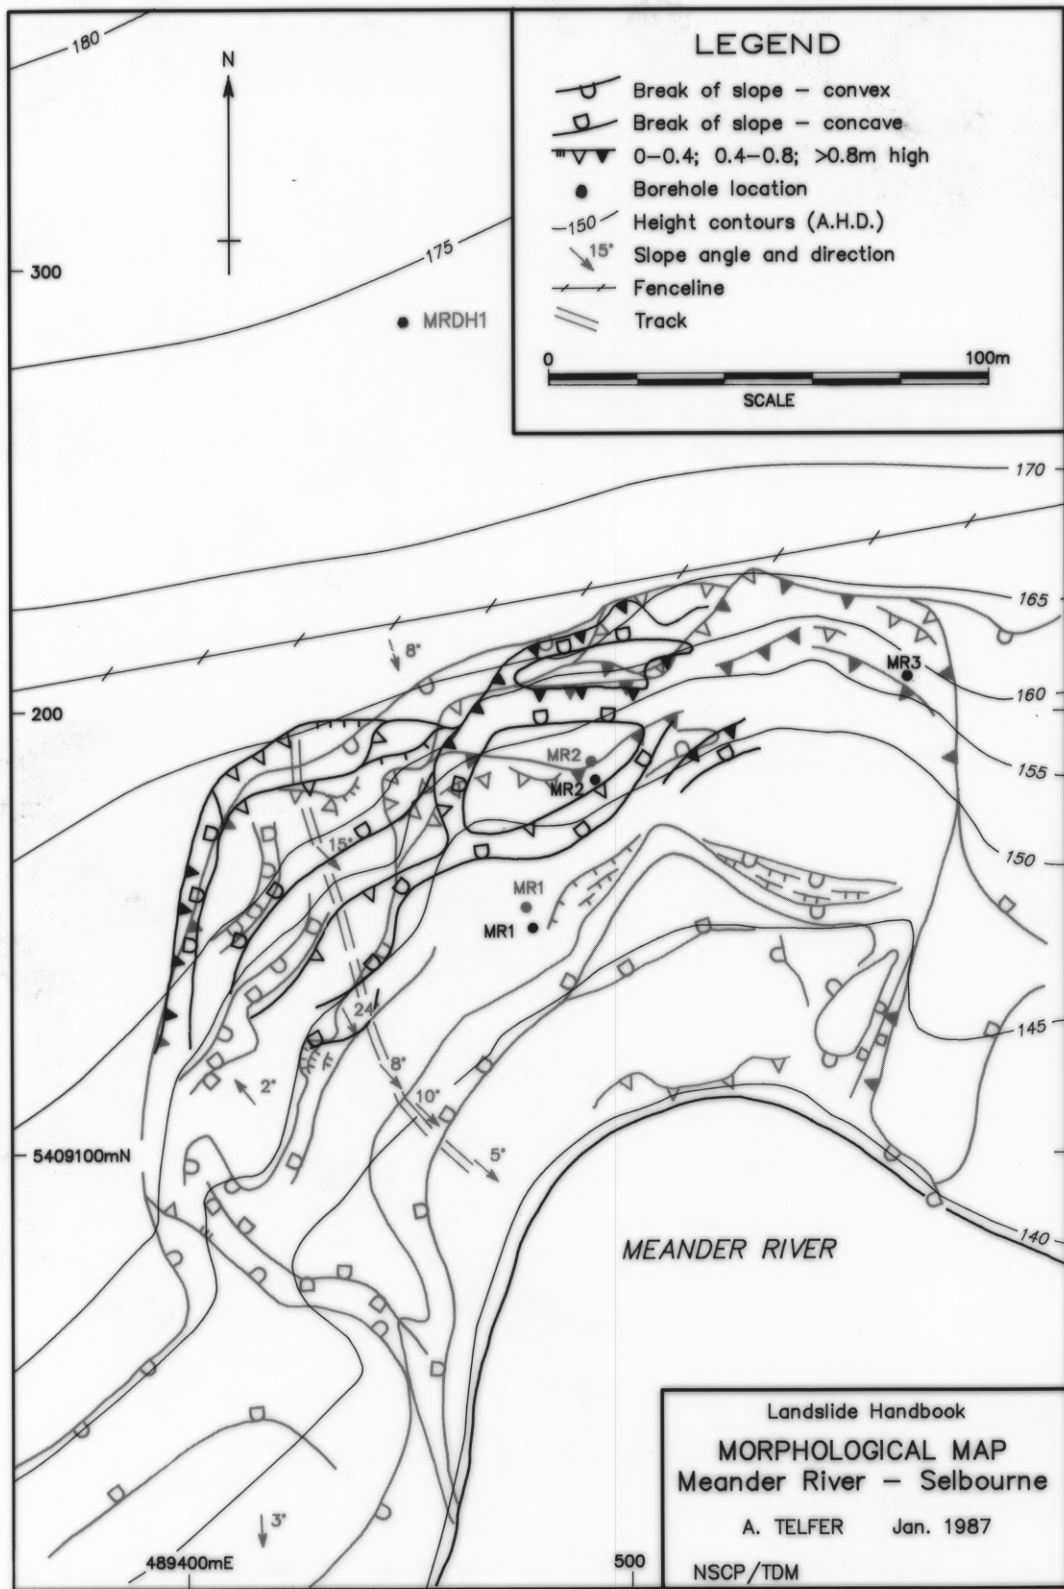 180
N
LEGEND
Break of slope – convex
Break of slope – concave
0–0.4; 0.4–0.8; >0.8m high
Borehole location
–150 Height contours (A.H.D.)
15° Slope angle and direction
Fenceline
Track
0 100m
SCALE
175
300
MRDH1
170
165
8°
MR3
160
200
MR2
MR2
155
15°
150
MR1
MR1
24°
145
8°
2°
10°
5409100mN
5°
140
MEANDER RIVER
Landslide Handbook
MORPHOLOGICAL MAP
Meander River – Selbourne
A. TELFER Jan. 1987
NSCP/TDM
3°
489400mE
500